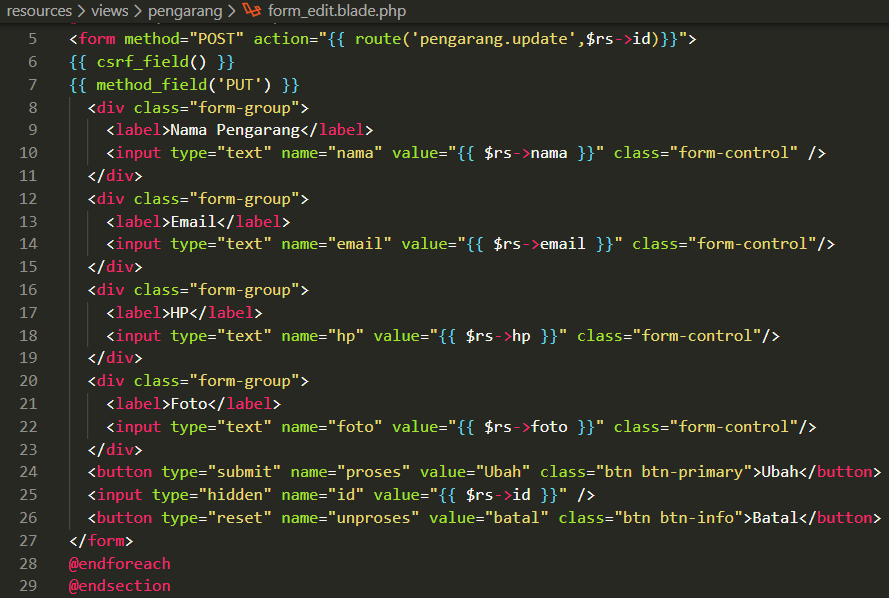 resources > views > pengarang > form_edit.blade.php
5 <form method="POST" action="{{ route('pengarang.update',$rs->id)}}">
6 {{ csrf_field() }}
7 {{ method_field('PUT') }}
8 <div class="form-group">
9 <label>Nama Pengarang</label>
10 <input type="text" name="nama" value="{{ $rs->nama }}" class="form-control" />
11 </div>
12 <div class="form-group">
13 <label>Email</label>
14 <input type="text" name="email" value="{{ $rs->email }}" class="form-control"/>
15 </div>
16 <div class="form-group">
17 <label>HP</label>
18 <input type="text" name="hp" value="{{ $rs->hp }}" class="form-control"/>
19 </div>
20 <div class="form-group">
21 <label>Foto</label>
22 <input type="text" name="foto" value="{{ $rs->foto }}" class="form-control"/>
23 </div>
24 <button type="submit" name="proses" value="Ubah" class="btn btn-primary">Ubah</button>
25 <input type="hidden" name="id" value="{{ $rs->id }}" />
26 <button type="reset" name="unproses" value="batal" class="btn btn-info">Batal</button>
27 </form>
28 @endforeach
29 @endsection